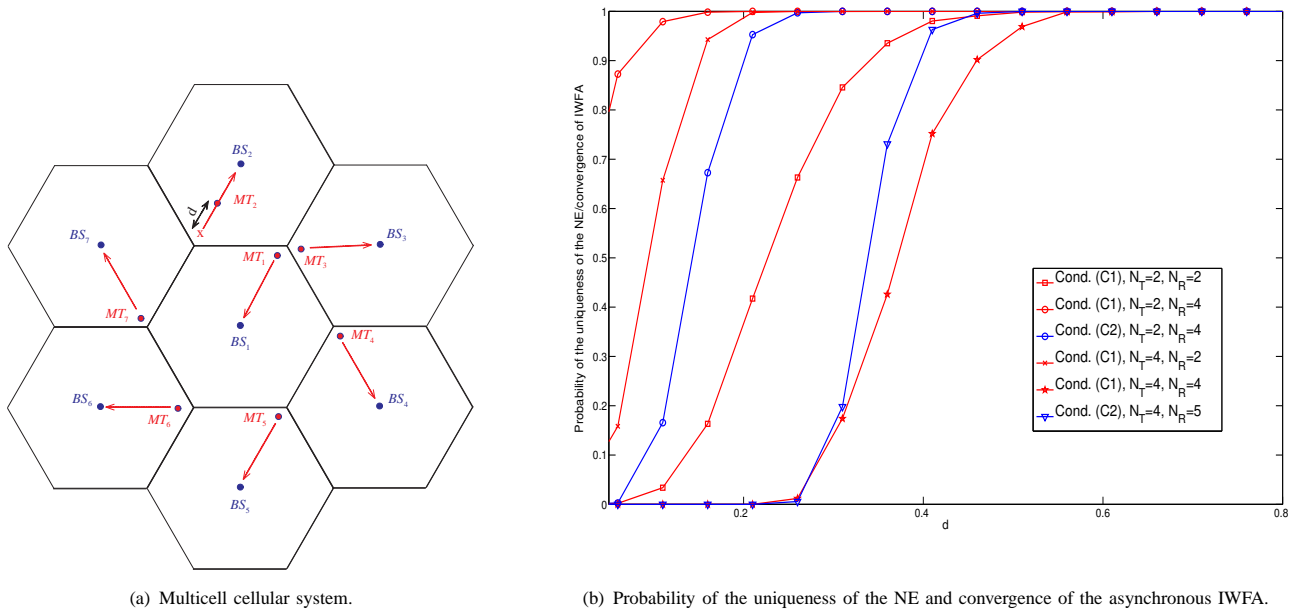 BS2
d
MT2
x
BS7
BS3
MT1
MT3
MT7
BS1
MT4
BS6
MT6
MT5
BS4
BS5
(a) Multicell cellular system.
Probability of the uniqueness of the NE/convergence of IWFA
1
0.9
0.8
0.7
0.6
0.5
0.4
0.3
0.2
0.1
0
0.2
0.4
0.6
0.8
d
Cond. (C1), NT=2, NR=2
Cond. (C1), NT=2, NR=4
Cond. (C2), NT=2, NR=4
Cond. (C1), NT=4, NR=2
Cond. (C1), NT=4, NR=4
Cond. (C2), NT=4, NR=5
(b) Probability of the uniqueness of the NE and convergence of the asynchronous IWFA.